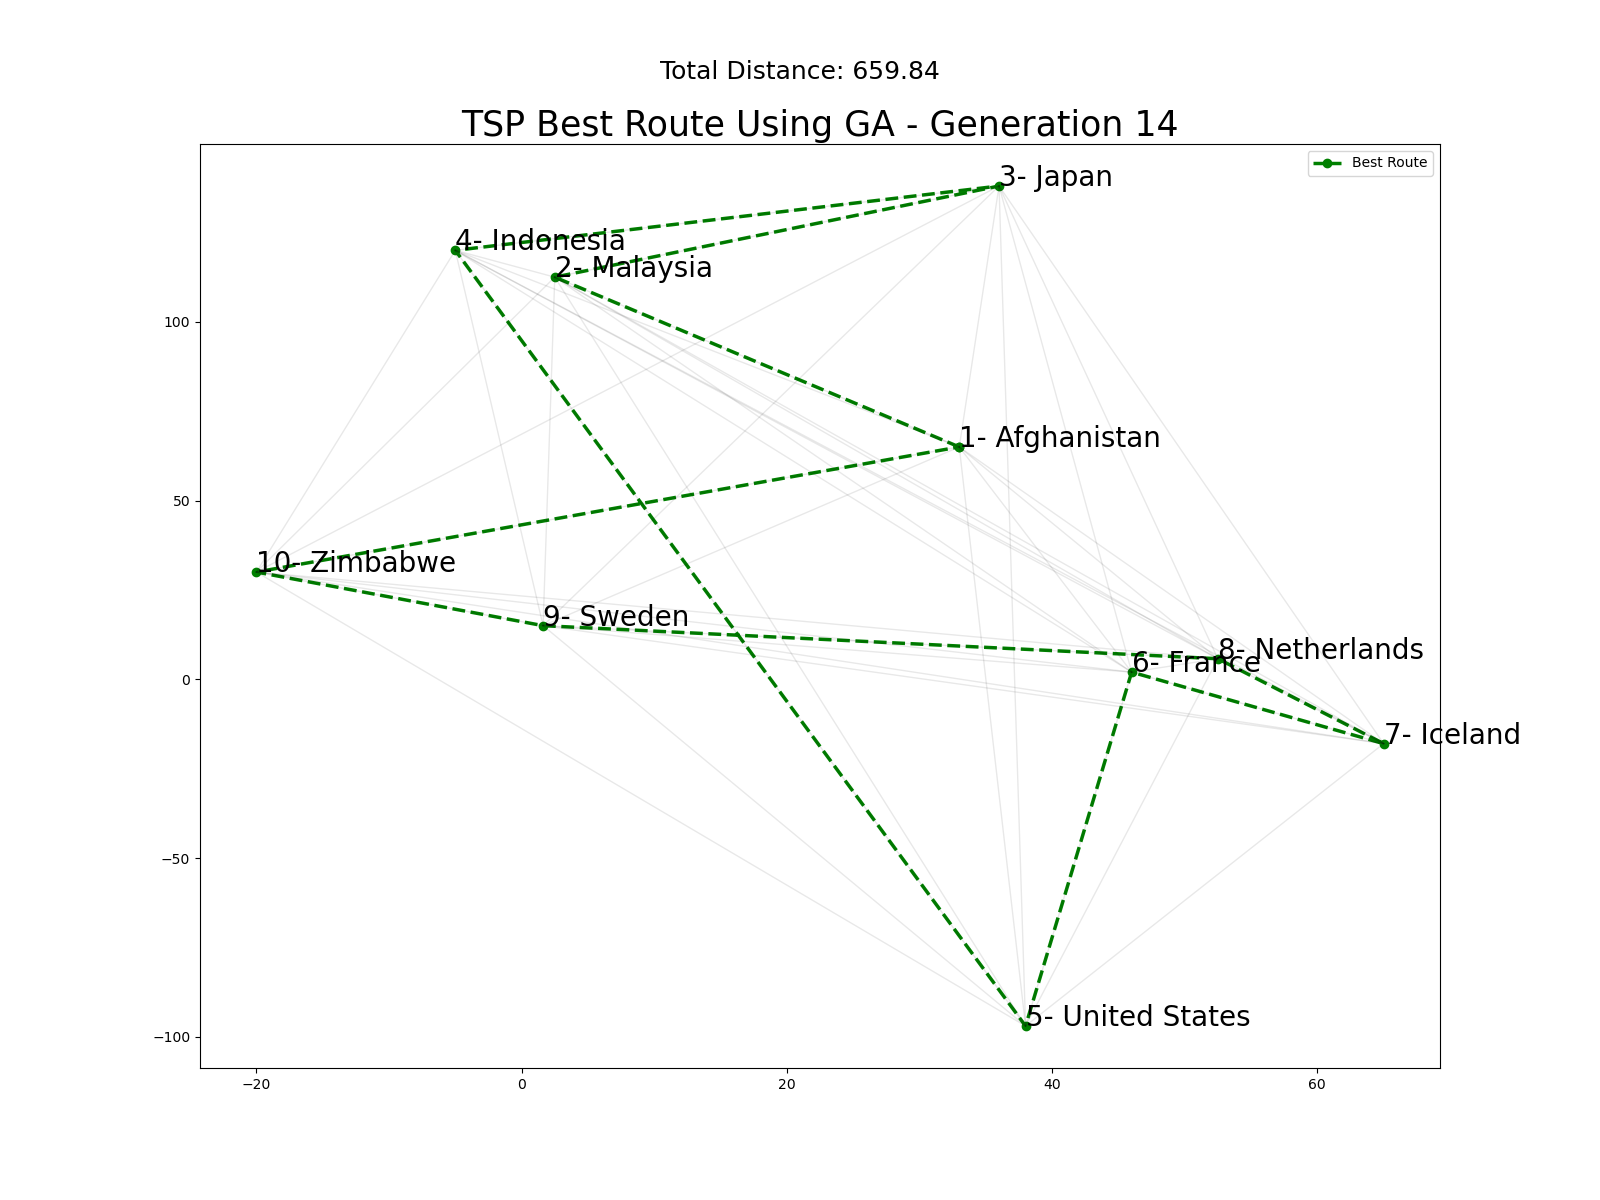 Total Distance: 659.84
TSP Best Route Using GA - Generation 14
Best Route
3- Japan
4- Indonesia
2- Malaysia
1- Afghanistan
10- Zimbabwe
9- Sweden
8- Netherlands
6- France
7- Iceland
5- United States
100
50
0
−50
−100
−20
0
20
40
60